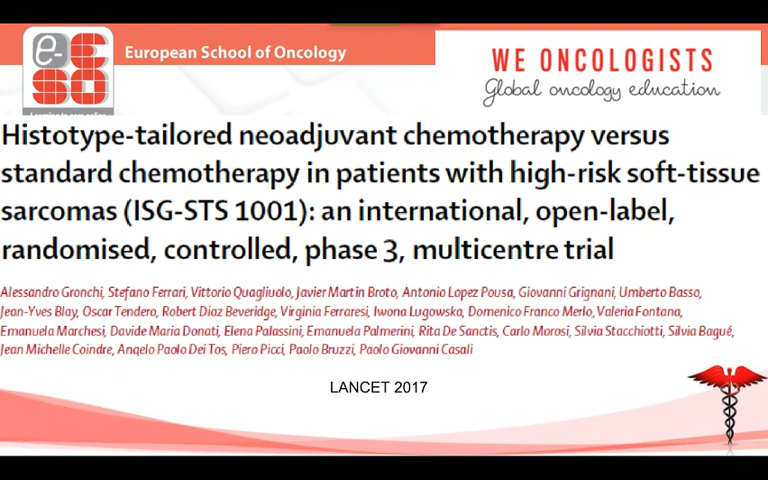 e-ESO
European School of Oncology
WE ONCOLOGISTS
Global oncology education
Histotype-tailored neoadjuvant chemotherapy versus
standard chemotherapy in patients with high-risk soft-tissue
sarcomas (ISG-STS 1001): an international, open-label,
randomised, controlled, phase 3, multicentre trial
Alessandro Gronchi, Stefano Ferrari, Vittorio Quagliuolo, Javier Martin Broto, Antonio Lopez Pousa, Giovanni Grignani, Umberto Basso,
Jean-Yves Blay, Oscar Tendero, Robert Diaz Beveridge, Virginia Ferraresi, Iwona Lugowska, Domenico Franco Merlo, Valeria Fontana,
Emanuela Marchesi, Davide Maria Donati, Elena Palassini, Emanuela Palmerini, Rita De Sanctis, Carlo Morosi, Silvia Stacchiotti, Silvia Bagué,
Jean Michelle Coindre, Angelo Paolo Dei Tos, Piero Picci, Paolo Bruzzi, Paolo Giovanni Casali
LANCET 2017